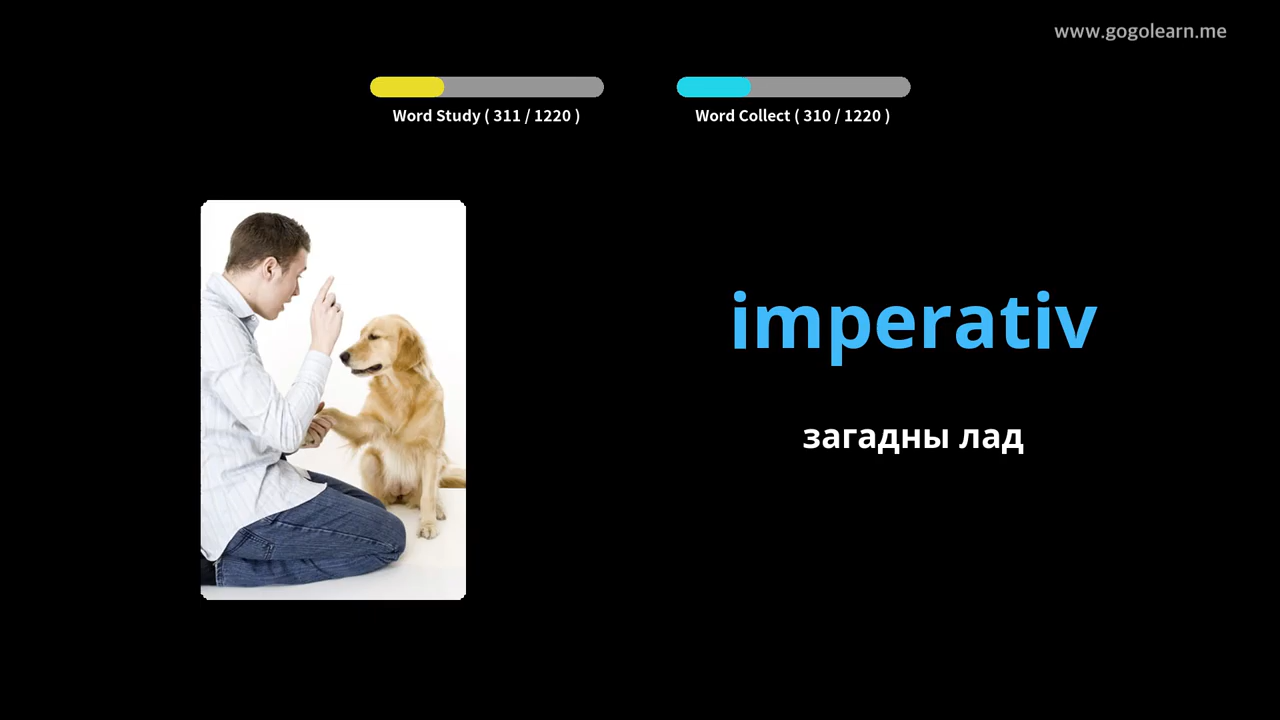 www.gogolearn.me
Word Study ( 311 / 1220 )
Word Collect ( 310 / 1220 )
imperativ
загадны лад